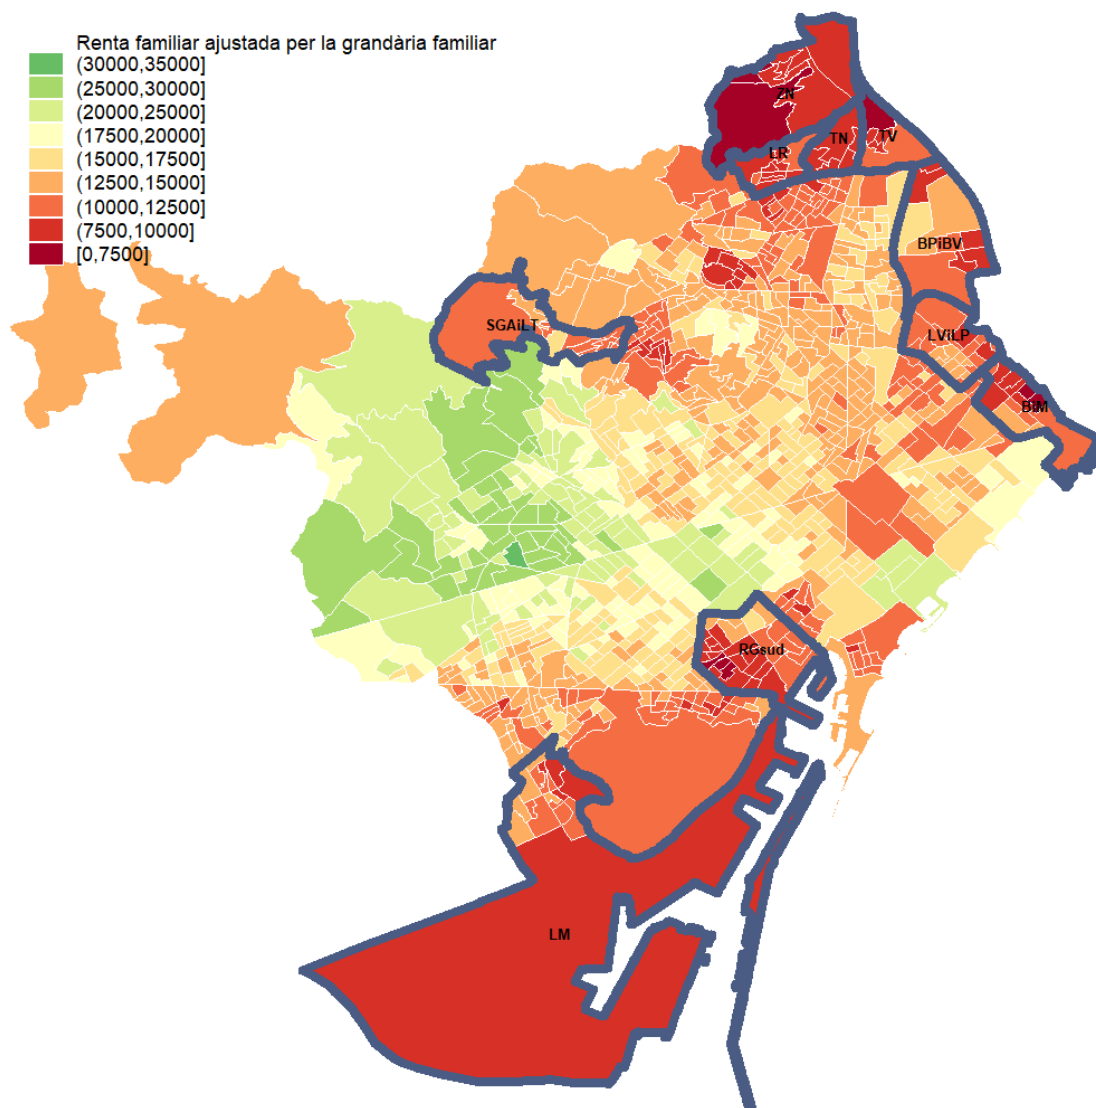 Renta familiar ajustada per la grandària familiar
(30000,35000]
(25000,30000]
(20000,25000]
(17500,20000]
(15000,17500]
(12500,15000]
(10000,12500]
(7500,10000]
[0,7500]
ZN
TN
TV
LR
BPiBV
SGAiLT
LViLP
BiM
RGsud
LM